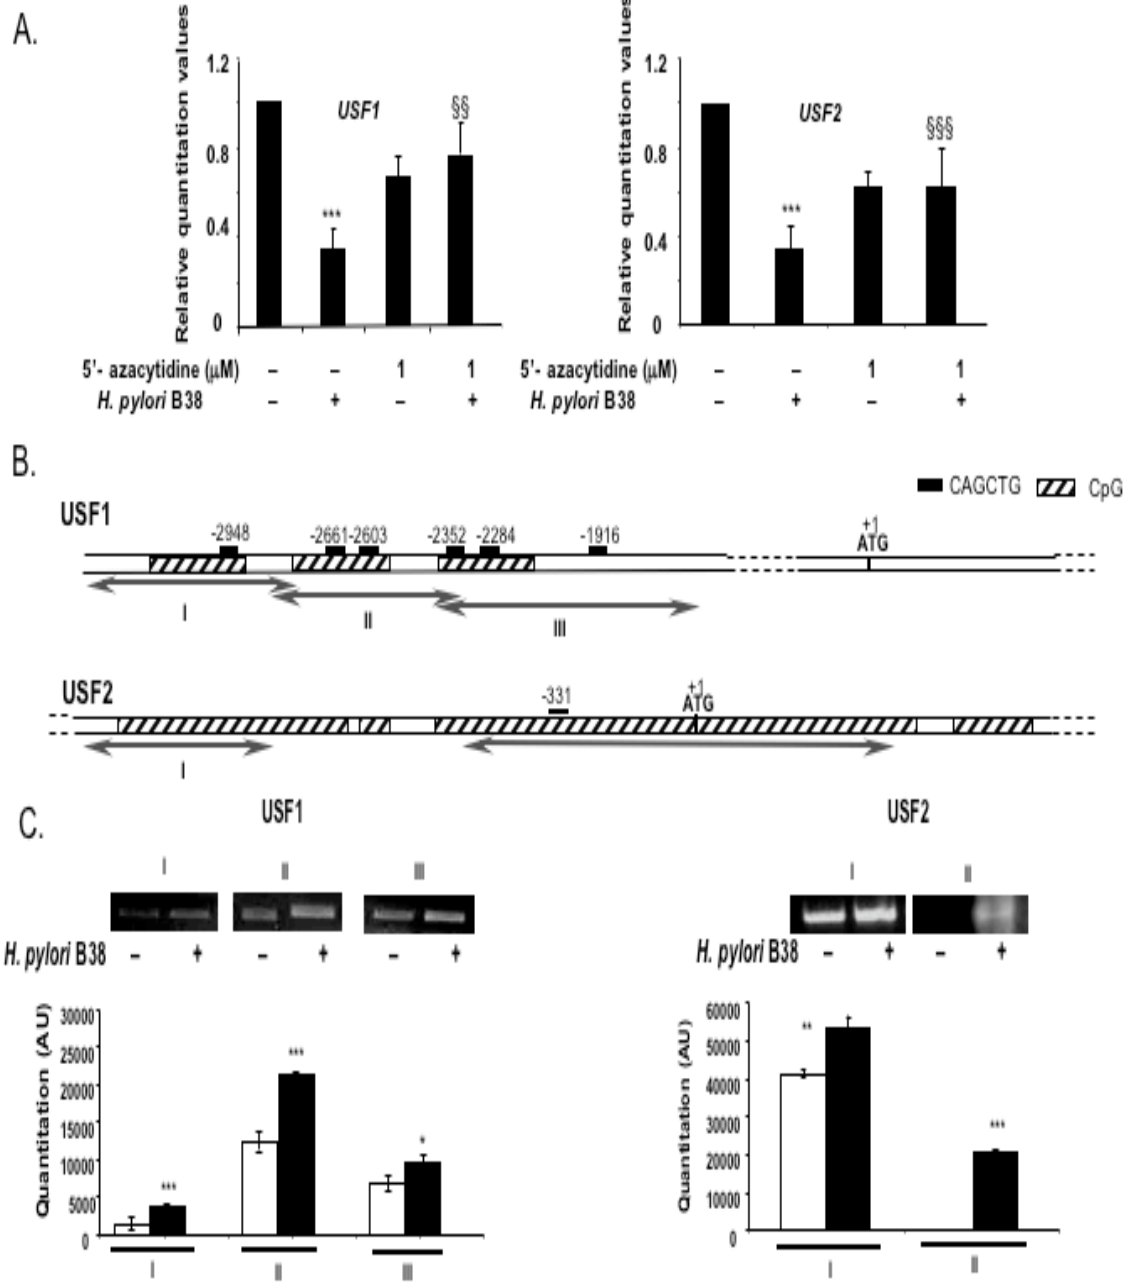 A.
Relative quantitation values
1.2
0.8
0.4
0
USF1
***
§§
5'- azacytidine (µM) – – 1 1
H. pylori B38 – + – +
Relative quantitation values
1.2
0.8
0.4
0
USF2
***
§§§
5'- azacytidine (µM) – – 1 1
H. pylori B38 – + – +
B.
CAGCTG CpG
USF1
-2948 -2661 -2603 -2352 -2284 -1916 +1
ATG
I
II
III
USF2
-331 +1
ATG
I
C.
USF1
I II III
H. pylori B38 – + – + – +
Quantitation (AU)
30000
25000
20000
15000
10000
5000
0
***
***
*
I II III
USF2
I II
H. pylori B38 – + – +
Quantitation (AU)
60000
50000
40000
30000
20000
10000
0
**
***
I II